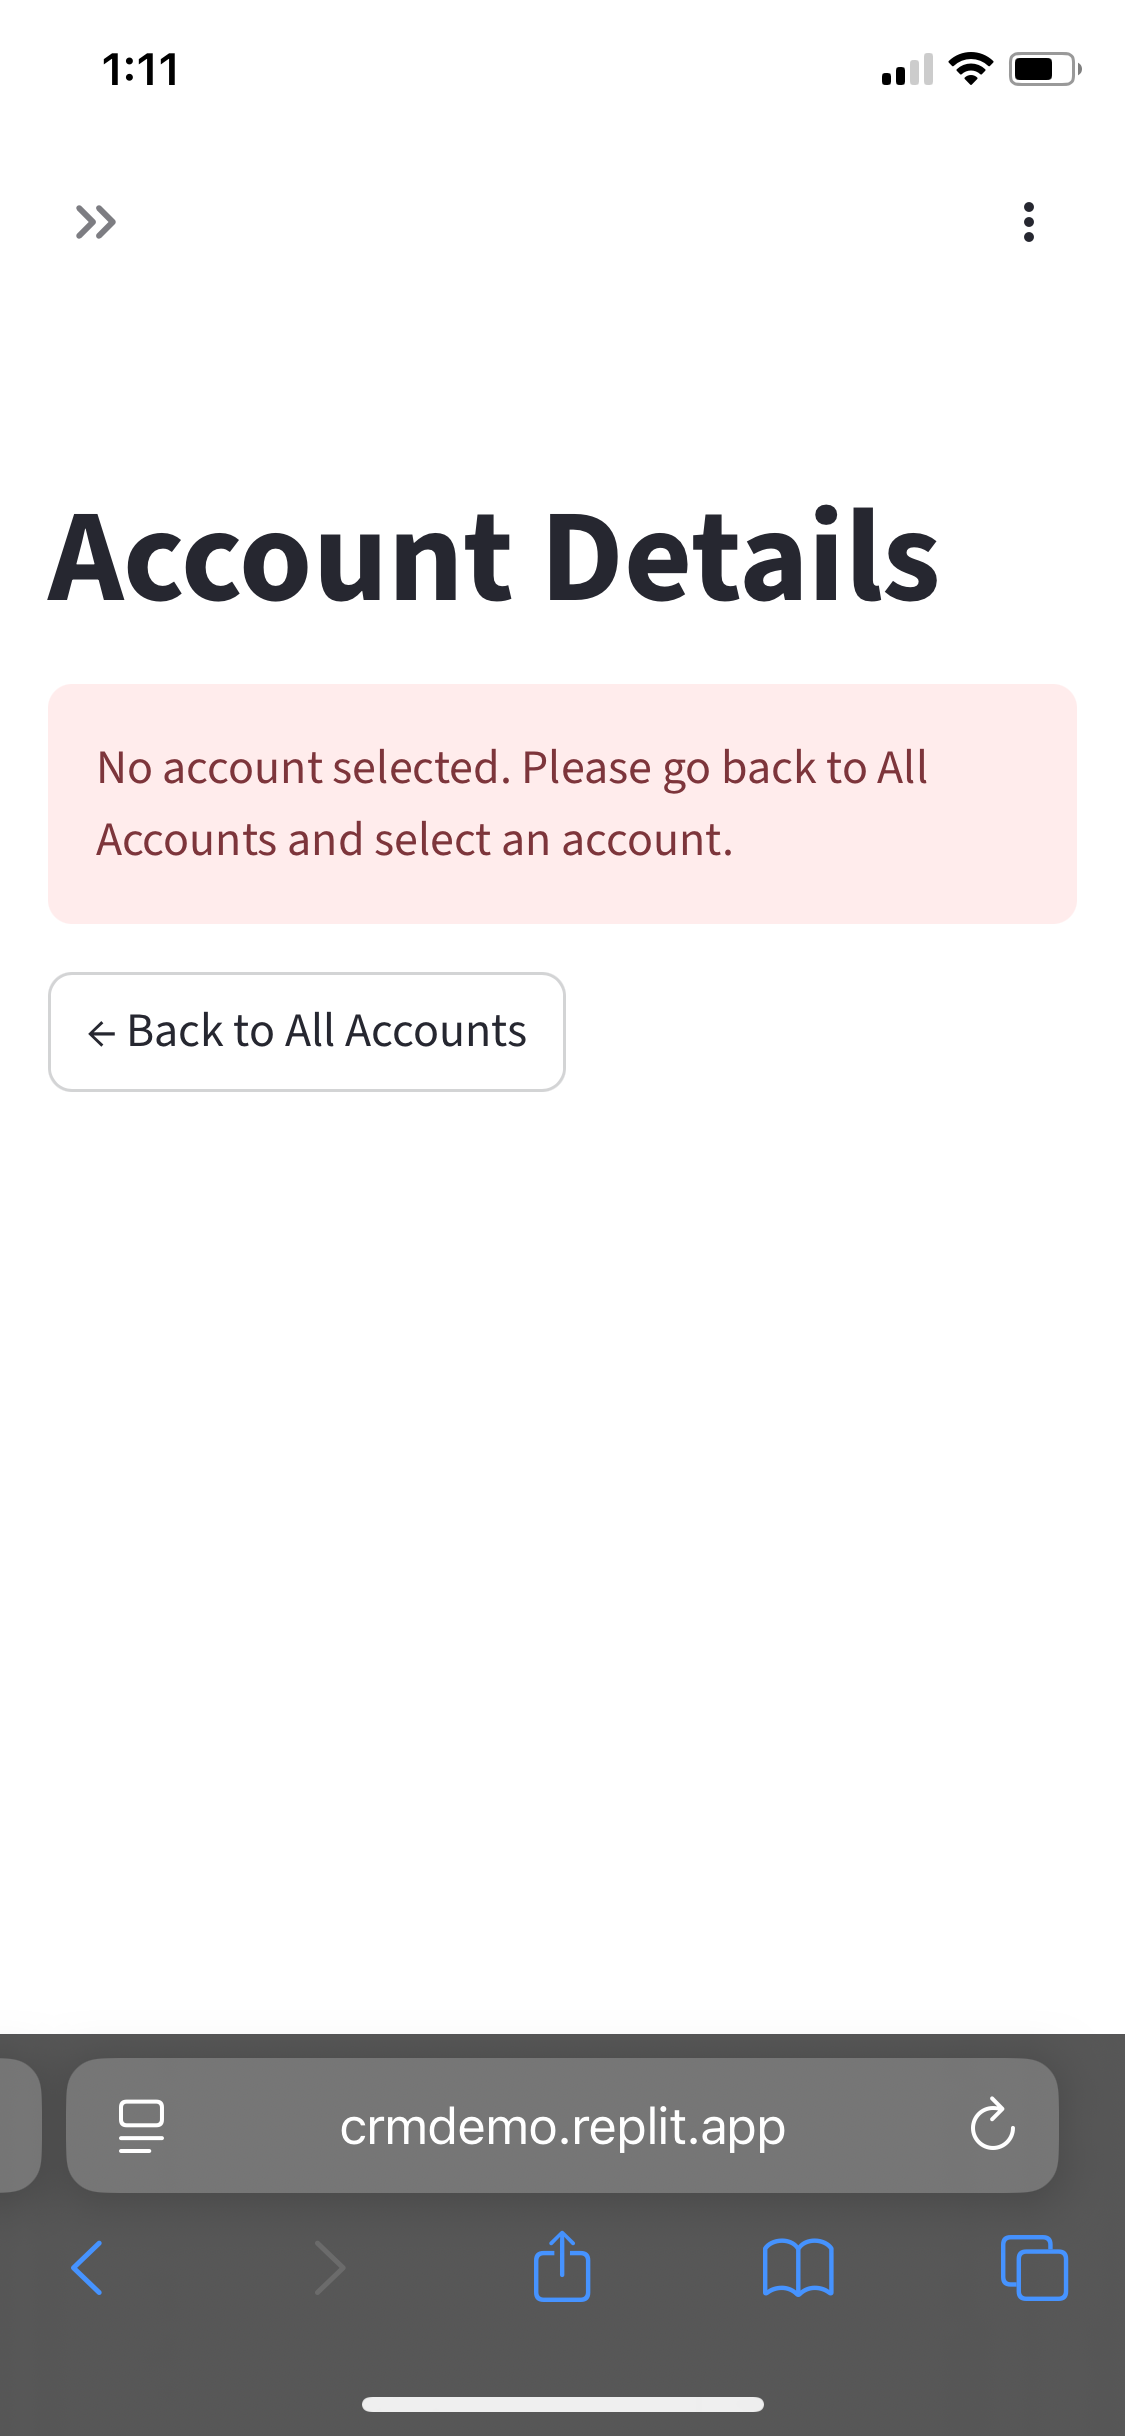 1:11
Account Details
No account selected. Please go back to All
Accounts and select an account.
← Back to All Accounts
crmdemo.replit.app